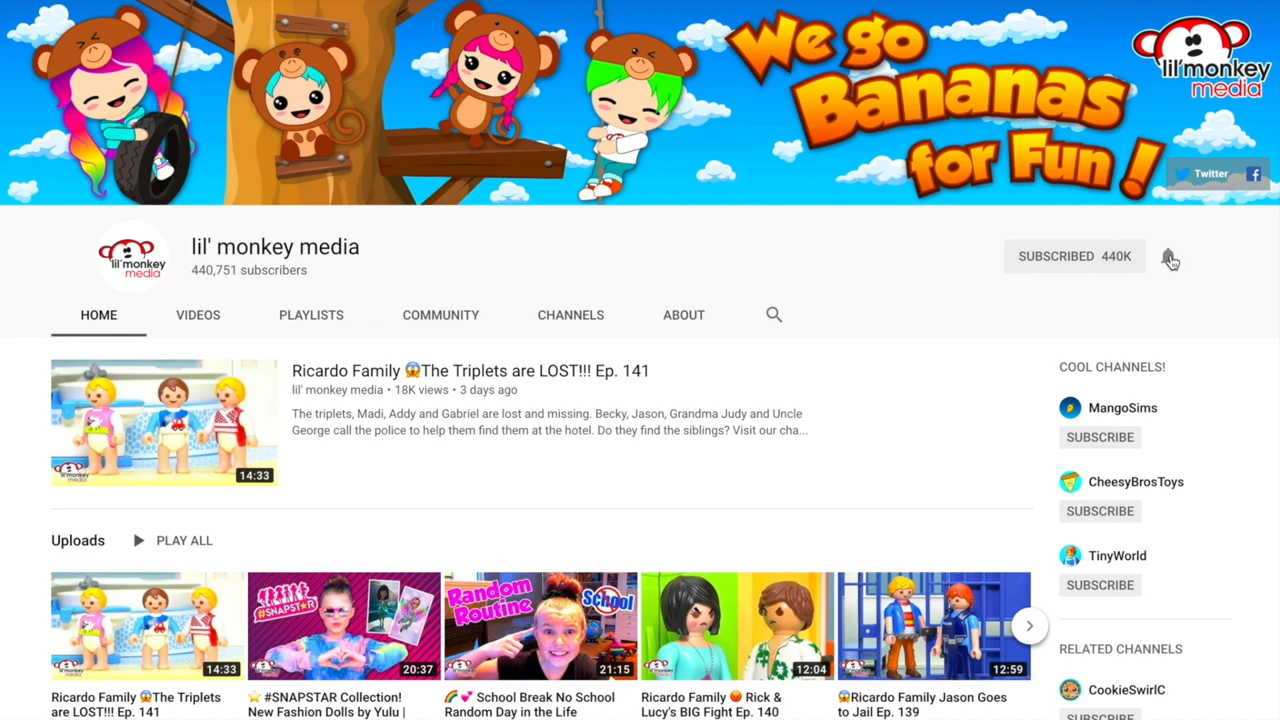 We go
Bananas
for Fun!
lil'monkey
media
Twitter
lil'monkey
media
lil' monkey media
440,751 subscribers
SUBSCRIBED 440K
HOME VIDEOS PLAYLISTS COMMUNITY CHANNELS ABOUT
Ricardo Family 😱The Triplets are LOST!!! Ep. 141
lil' monkey media • 18K views • 3 days ago
The triplets, Madi, Addy and Gabriel are lost and missing. Becky, Jason, Grandma Judy and Uncle
George call the police to help them find them at the hotel. Do they find the siblings? Visit our cha...
lil'monkey
media
14:33
Uploads PLAY ALL
14:33
Ricardo Family 😱The Triplets
are LOST!!! Ep. 141
#SNAPSTAR
20:37
⭐ #SNAPSTAR Collection!
New Fashion Dolls by Yulu |
Random
Routine
School
21:15
🌈💕 School Break No School
Random Day in the Life
12:04
Ricardo Family 😡 Rick &
Lucy's BIG Fight Ep. 140
12:59
😱Ricardo Family Jason Goes
to Jail Ep. 139
COOL CHANNELS!
MangoSims
SUBSCRIBE
CheesyBrosToys
SUBSCRIBE
TinyWorld
SUBSCRIBE
RELATED CHANNELS
CookieSwirlC
SUBSCRIBE